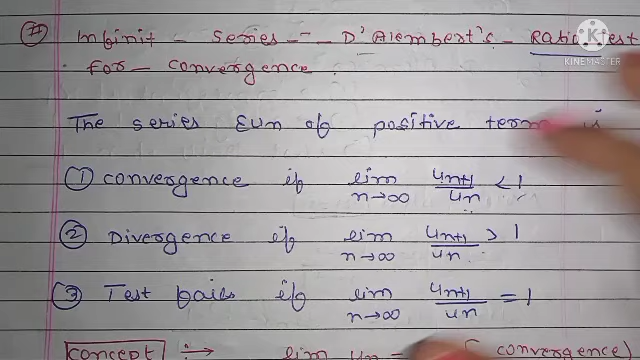 # Infinit - Series - D'Alembert's - Ratio Test
for - convergence.
The series Σun of positive term is
① Convergence if lim n→∞ un+1/un < 1
② Divergence if lim n→∞ un+1/un > 1
③ Test fails if lim n→∞ un+1/un = 1
Concept ÷→ lim un = ( convergence)
KINEMASTER